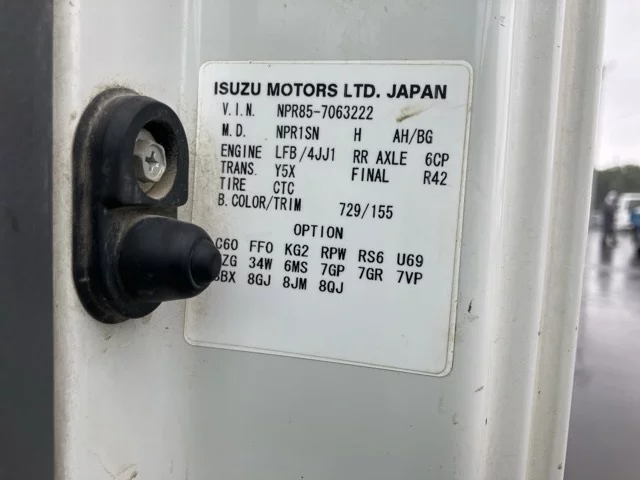 ISUZU MOTORS LTD. JAPAN
V.I.N. NPR85-7063222
M.D. NPR1SN H AH/BG
ENGINE LFB/4JJ1 RR AXLE 6CP
TRANS. Y5X FINAL R42
TIRE CTC
B.COLOR/TRIM 729/155
OPTION
C60 FF0 KG2 RPW RS6 U69
34W 6MS 7GP 7GR 7VP
8GJ 8JM 8QJ